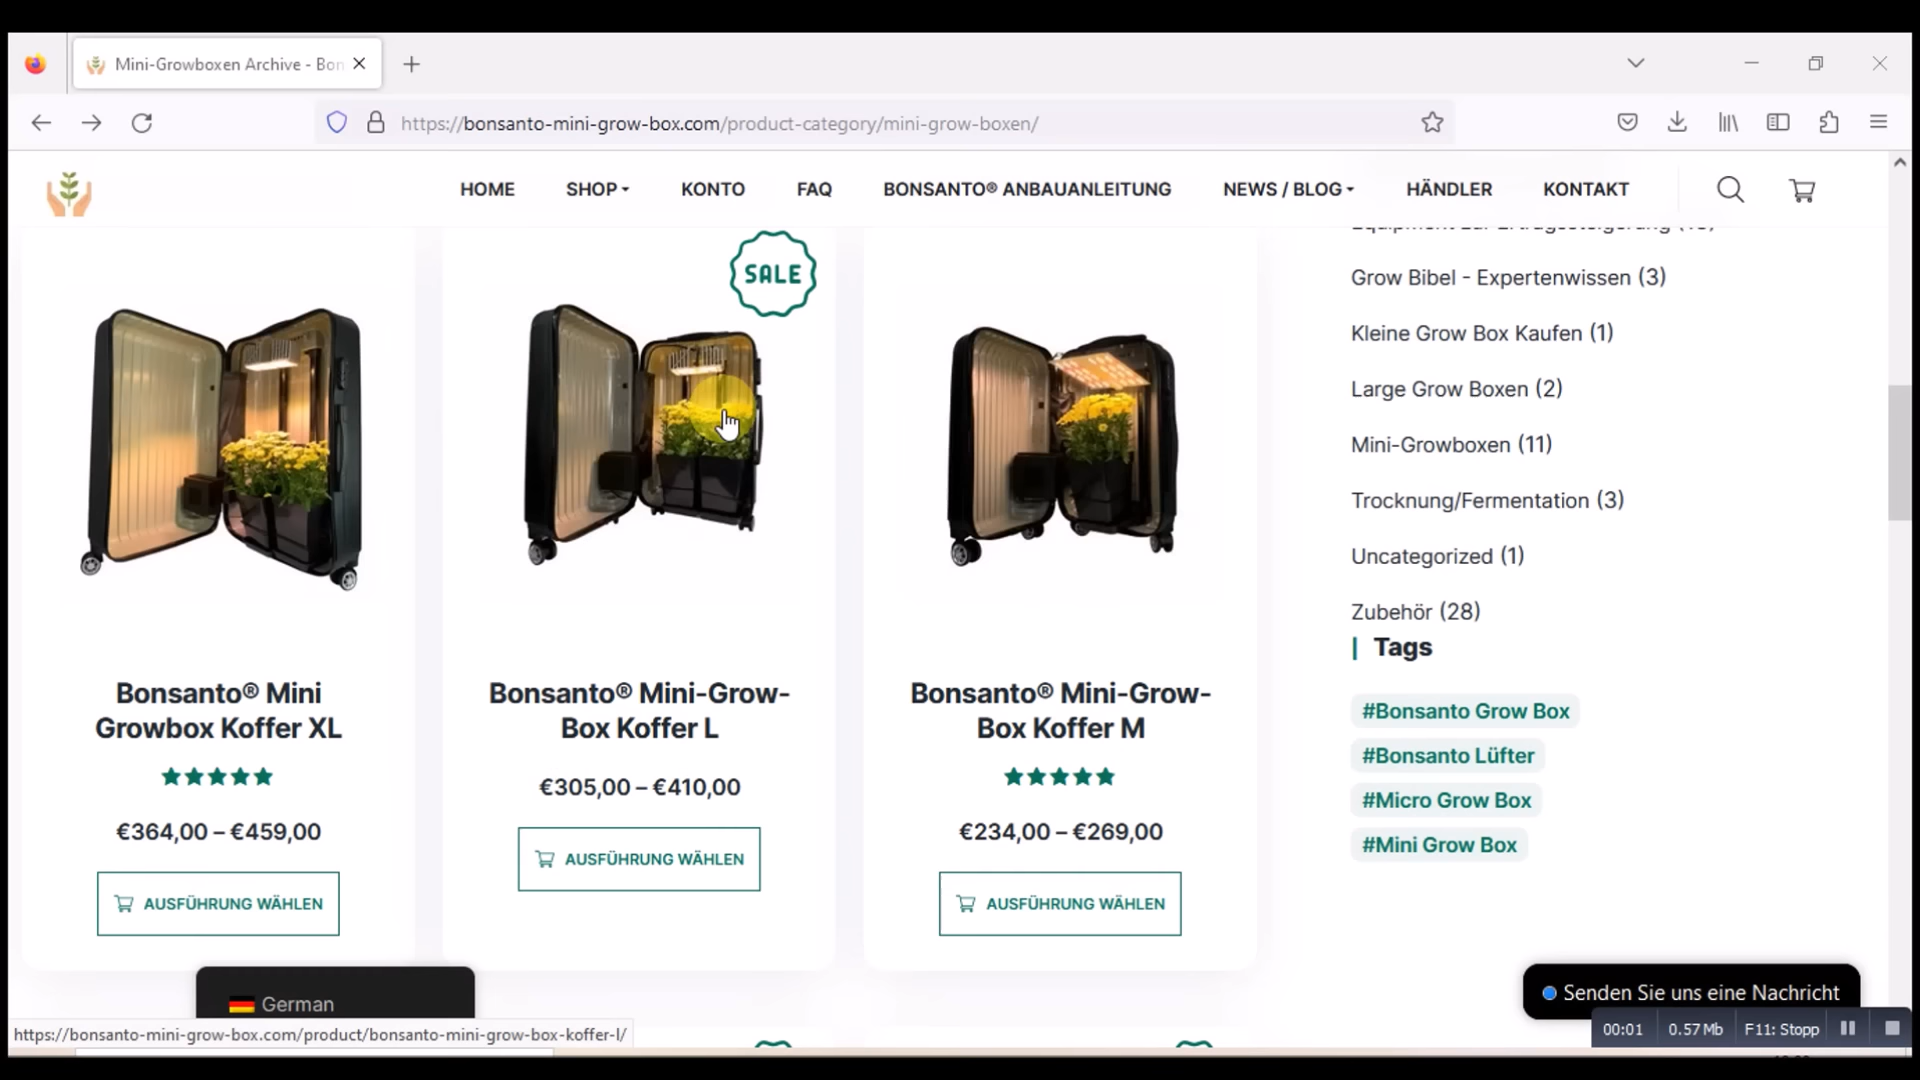 Mini-Growboxen Archive - Bon
https://bonsanto-mini-grow-box.com/product-category/mini-grow-boxen/
HOME SHOP KONTO FAQ BONSANTO® ANBAUANLEITUNG NEWS / BLOG HÄNDLER KONTAKT
SALE
Equipment zur Ertragssteigerung
Grow Bibel - Expertenwissen (3)
Kleine Grow Box Kaufen (1)
Large Grow Boxen (2)
Mini-Growboxen (11)
Trocknung/Fermentation (3)
Uncategorized (1)
Zubehör (28)
Tags
#Bonsanto Grow Box
#Bonsanto Lüfter
#Micro Grow Box
#Mini Grow Box
Bonsanto® Mini
Growbox Koffer XL
€364,00 – €459,00
AUSFÜHRUNG WÄHLEN
Bonsanto® Mini-Grow-
Box Koffer L
€305,00 – €410,00
AUSFÜHRUNG WÄHLEN
Bonsanto® Mini-Grow-
Box Koffer M
€234,00 – €269,00
AUSFÜHRUNG WÄHLEN
German
Senden Sie uns eine Nachricht
https://bonsanto-mini-grow-box.com/product/bonsanto-mini-grow-box-koffer-l/
00:01 0.57 Mb F11: Stopp